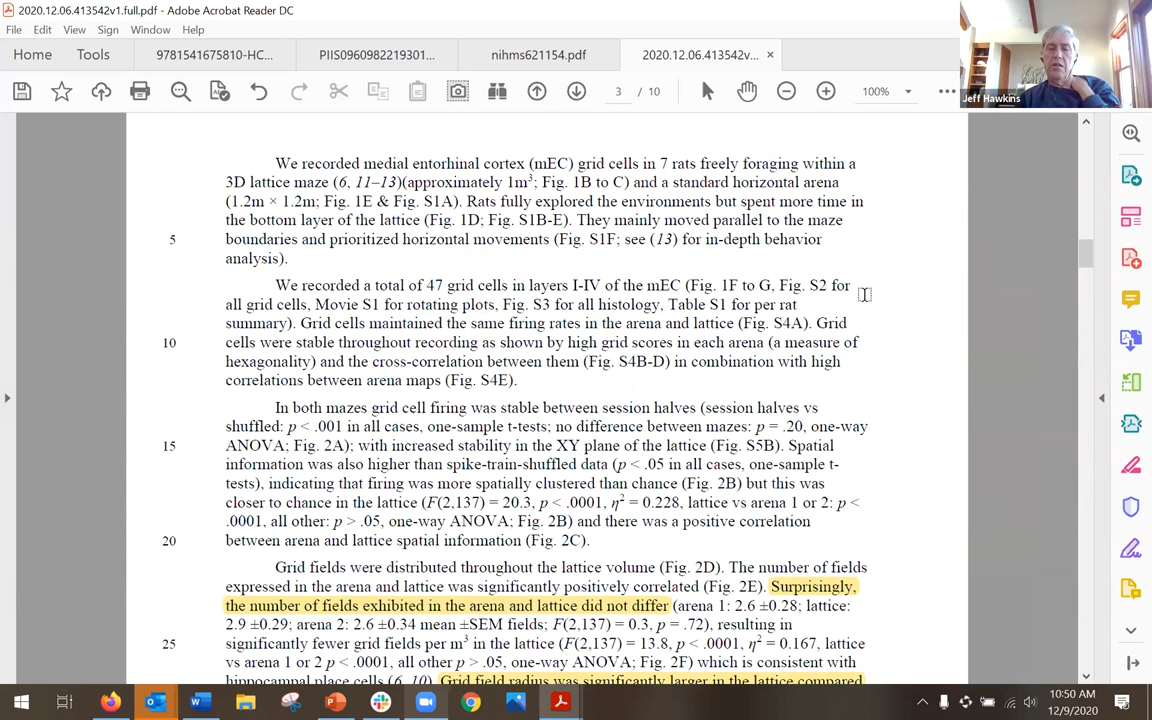 2020.12.06.413542v1.full.pdf - Adobe Acrobat Reader DC
File Edit View Sign Window Help
Home Tools 9781541675810-HC... PIIS0960982219301... nihms621154.pdf 2020.12.06.413542v... ×
3 / 10 100%
Jeff Hawkins
We recorded medial entorhinal cortex (mEC) grid cells in 7 rats freely foraging within a
3D lattice maze (6, 11–13)(approximately 1m³; Fig. 1B to C) and a standard horizontal arena
(1.2m × 1.2m; Fig. 1E & Fig. S1A). Rats fully explored the environments but spent more time in
the bottom layer of the lattice (Fig. 1D; Fig. S1B-E). They mainly moved parallel to the maze
5 boundaries and prioritized horizontal movements (Fig. S1F; see (13) for in-depth behavior
analysis).
We recorded a total of 47 grid cells in layers I-IV of the mEC (Fig. 1F to G, Fig. S2 for
all grid cells, Movie S1 for rotating plots, Fig. S3 for all histology, Table S1 for per rat
summary). Grid cells maintained the same firing rates in the arena and lattice (Fig. S4A). Grid
10 cells were stable throughout recording as shown by high grid scores in each arena (a measure of
hexagonality) and the cross-correlation between them (Fig. S4B-D) in combination with high
correlations between arena maps (Fig. S4E).
In both mazes grid cell firing was stable between session halves (session halves vs
shuffled: p < .001 in all cases, one-sample t-tests; no difference between mazes: p = .20, one-way
15 ANOVA; Fig. 2A); with increased stability in the XY plane of the lattice (Fig. S5B). Spatial
information was also higher than spike-train-shuffled data (p < .05 in all cases, one-sample t-
tests), indicating that firing was more spatially clustered than chance (Fig. 2B) but this was
closer to chance in the lattice (F(2,137) = 20.3, p < .0001, η² = 0.228, lattice vs arena 1 or 2: p <
.0001, all other: p > .05, one-way ANOVA; Fig. 2B) and there was a positive correlation
20 between arena and lattice spatial information (Fig. 2C).
Grid fields were distributed throughout the lattice volume (Fig. 2D). The number of fields
expressed in the arena and lattice was significantly positively correlated (Fig. 2E). Surprisingly,
the number of fields exhibited in the arena and lattice did not differ (arena 1: 2.6 ±0.28; lattice:
2.9 ±0.29; arena 2: 2.6 ±0.34 mean ±SEM fields; F(2,137) = 0.3, p = .72), resulting in
25 significantly fewer grid fields per m³ in the lattice (F(2,137) = 13.8, p < .0001, η² = 0.167, lattice
vs arena 1 or 2 p < .0001, all other p > .05, one-way ANOVA; Fig. 2F) which is consistent with
hippocampal place cells (6, 10). Grid field radius was significantly larger in the lattice compared
10:50 AM
12/9/2020